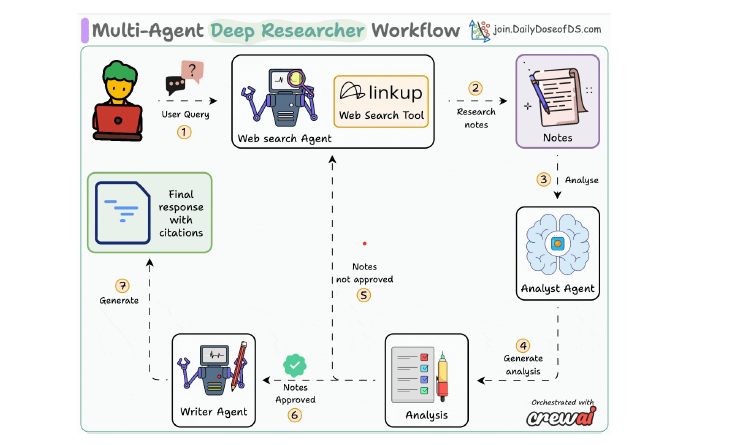 Multi-Agent Deep Researcher Workflow
join.DailyDoseofDS.com
?
User Query
1
linkup
Web Search Tool
Web search Agent
2
Research
notes
Notes
3 Analyse
Analyst Agent
4
Generate
analysis
Analysis
Notes
not approved
5
Notes
Approved
6
Writer Agent
7
Generate
Final
response
with
citations
Orchestrated with
crewai